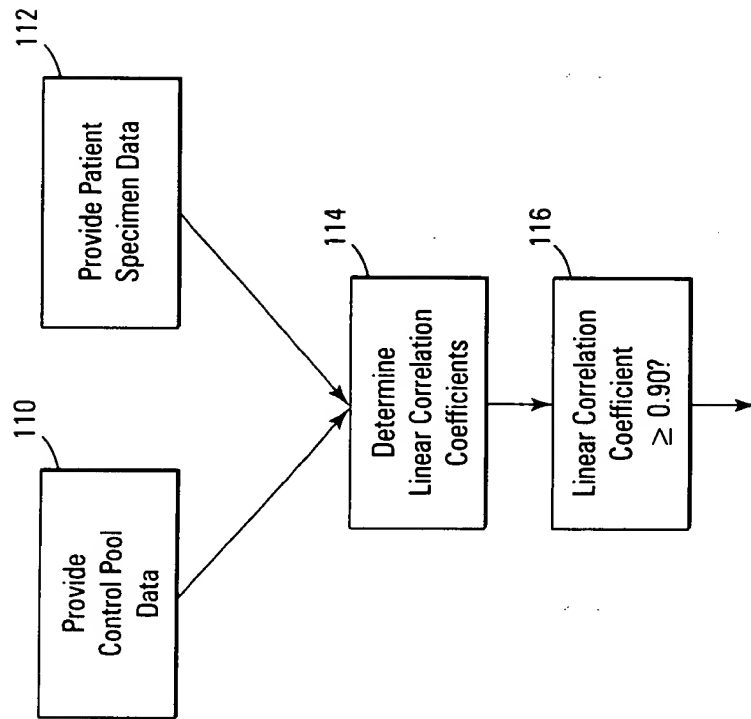 110
Provide
Control Pool
Data
112
Provide Patient
Specimen Data
114
Determine
Linear Correlation
Coefficients
116
Linear Correlation
Coefficient
≥ 0.90?